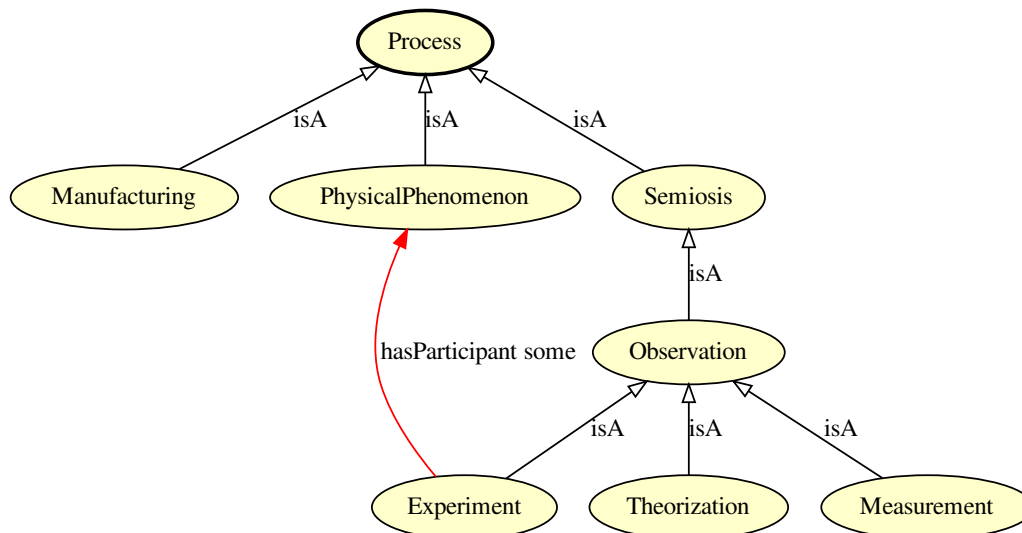 Process
isA
isA
isA
Manufacturing
PhysicalPhenomenon
Semiosis
isA
hasParticipant some
Observation
isA
isA
isA
Experiment
Theorization
Measurement